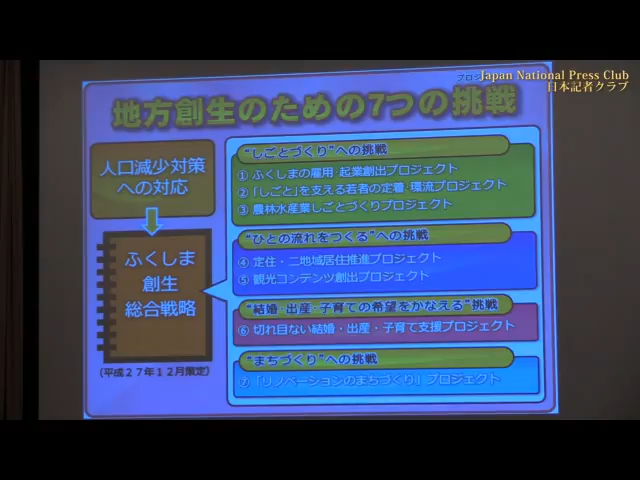 Japan National Press Club
日本記者クラブ
地方創生のための7つの挑戦
人口減少対策
への対応
ふくしま
創生
総合戦略
(平成27年12月策定)
“しごとづくり”への挑戦
① ふくしまの雇用・起業創出プロジェクト
② 「しごと」を支える若者の定着・環流プロジェクト
③ 農林水産業しごとづくりプロジェクト
“ひとの流れをつくる”への挑戦
④ 定住・二地域居住推進プロジェクト
⑤ 観光コンテンツ創出プロジェクト
“結婚・出産・子育ての希望をかなえる”挑戦
⑥ 切れ目ない結婚・出産・子育て支援プロジェクト
“まちづくり”への挑戦
⑦ 「リノベーションのまちづくり」プロジェクト